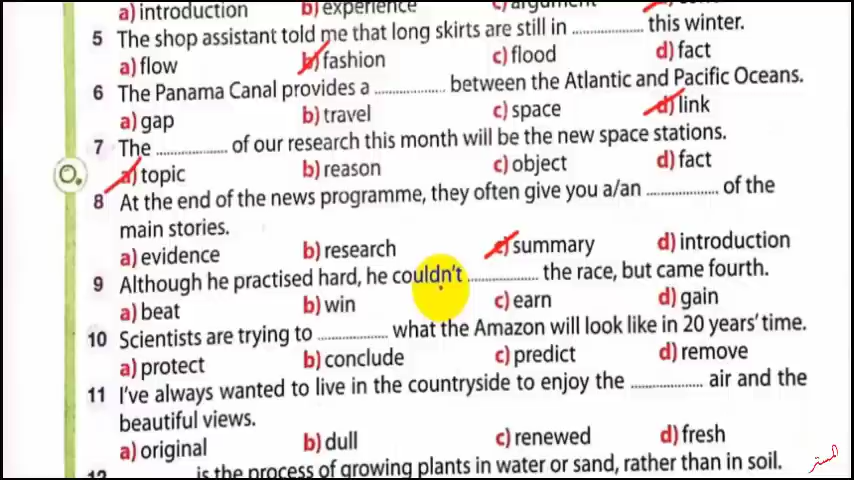 a) introduction b) experience c) argument
5 The shop assistant told me that long skirts are still in .............. this winter.
a) flow b) fashion c) flood d) fact
6 The Panama Canal provides a .............. between the Atlantic and Pacific Oceans.
a) gap b) travel c) space d) link
7 The .............. of our research this month will be the new space stations.
a) topic b) reason c) object d) fact
8 At the end of the news programme, they often give you a/an .............. of the
main stories.
a) evidence b) research c) summary d) introduction
9 Although he practised hard, he couldn't .............. the race, but came fourth.
a) beat b) win c) earn d) gain
10 Scientists are trying to .............. what the Amazon will look like in 20 years' time.
a) protect b) conclude c) predict d) remove
11 I've always wanted to live in the countryside to enjoy the .............. air and the
beautiful views.
a) original b) dull c) renewed d) fresh
12 .............. is the process of growing plants in water or sand, rather than in soil.
المستر